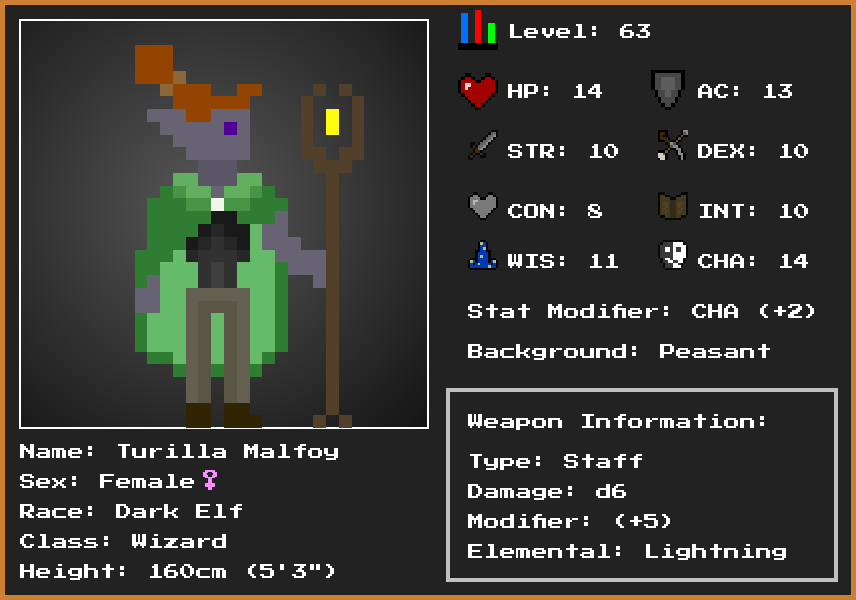 Level: 63
HP: 14 AC: 13
STR: 10 DEX: 10
CON: 8 INT: 10
WIS: 11 CHA: 14
Stat Modifier: CHA (+2)
Background: Peasant
Name: Turilla Malfoy
Sex: Female♀
Race: Dark Elf
Class: Wizard
Height: 160cm (5'3")
Weapon Information:
Type: Staff
Damage: d6
Modifier: (+5)
Elemental: Lightning